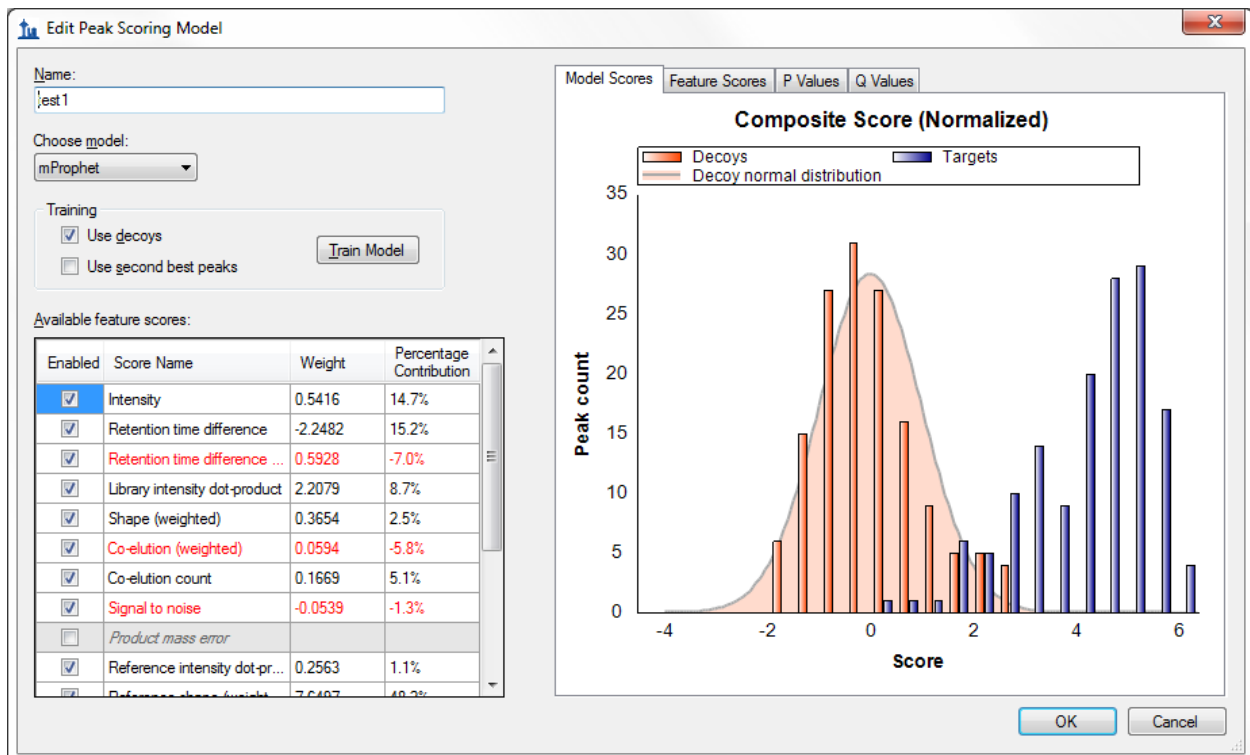 Edit Peak Scoring Model
Name:
test1
Choose model:
mProphet
Training
Use decoys
Use second best peaks
Train Model
Available feature scores:
Enabled Score Name Weight Percentage Contribution
Intensity 0.5416 14.7%
Retention time difference -2.2482 15.2%
Retention time difference ... 0.5928 -7.0%
Library intensity dot-product 2.2079 8.7%
Shape (weighted) 0.3654 2.5%
Co-elution (weighted) 0.0594 -5.8%
Co-elution count 0.1669 5.1%
Signal to noise -0.0539 -1.3%
Product mass error
Reference intensity dot-pr... 0.2563 1.1%
Model Scores Feature Scores P Values Q Values
Composite Score (Normalized)
Decoys Targets
Decoy normal distribution
Peak count
35
30
25
20
15
10
5
0
-4 -2 0 2 4 6
Score
OK Cancel